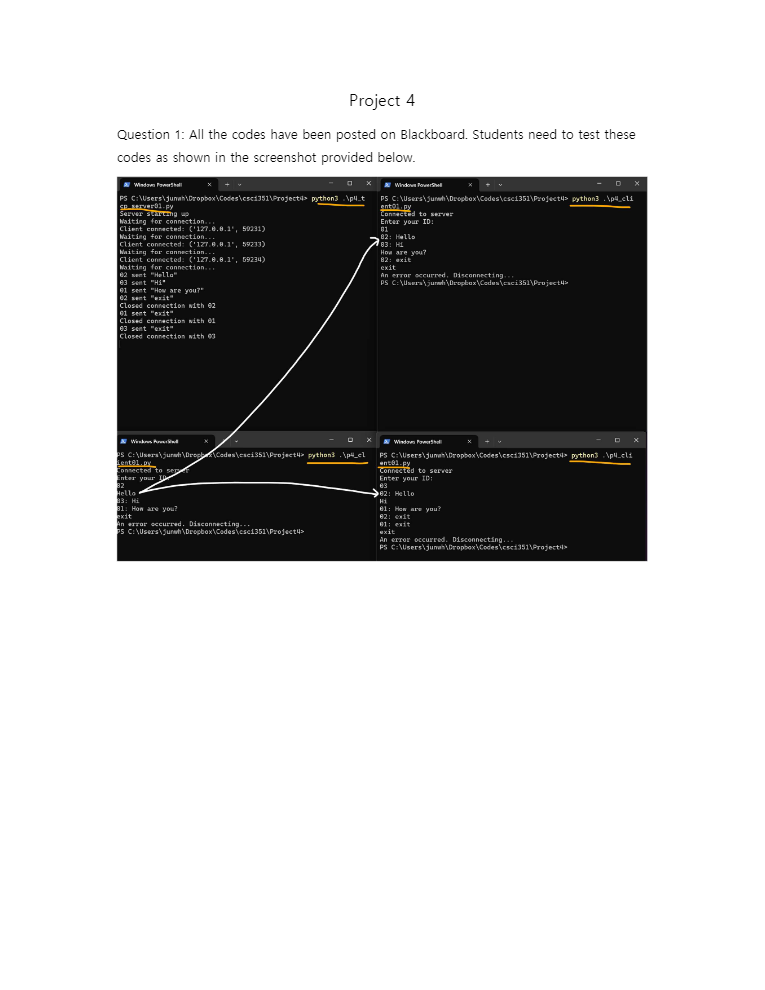 Project 4
Question 1: All the codes have been posted on Blackboard. Students need to test these
codes as shown in the screenshot provided below.
Windows PowerShell
PS C:\Users\junwh\Dropbox\Codes\csci351\Project4> python3 .\p4_t
cp_server01.py
Server starting up
Waiting for connection...
Client connected: ('127.0.0.1', 59231)
Waiting for connection...
Client connected: ('127.0.0.1', 59233)
Waiting for connection...
Client connected: ('127.0.0.1', 59234)
Waiting for connection...
02 sent "Hello"
03 sent "Hi"
01 sent "How are you?"
02 sent "exit"
Closed connection with 02
01 sent "exit"
Closed connection with 01
03 sent "exit"
Closed connection with 03
Windows PowerShell
PS C:\Users\junwh\Dropbox\Codes\csci351\Project4> python3 .\p4_cli
ent01.py
Connected to server
Enter your ID:
01
02: Hello
03: Hi
How are you?
02: exit
exit
An error occurred. Disconnecting...
PS C:\Users\junwh\Dropbox\Codes\csci351\Project4>
Windows PowerShell
PS C:\Users\junwh\Dropbox\Codes\csci351\Project4> python3 .\p4_cl
ient01.py
Connected to server
Enter your ID:
02
Hello
03: Hi
01: How are you?
exit
An error occurred. Disconnecting...
PS C:\Users\junwh\Dropbox\Codes\csci351\Project4>
Windows PowerShell
PS C:\Users\junwh\Dropbox\Codes\csci351\Project4> python3 .\p4_cli
ent01.py
Connected to server
Enter your ID:
03
02: Hello
Hi
01: How are you?
02: exit
01: exit
exit
An error occurred. Disconnecting...
PS C:\Users\junwh\Dropbox\Codes\csci351\Project4>